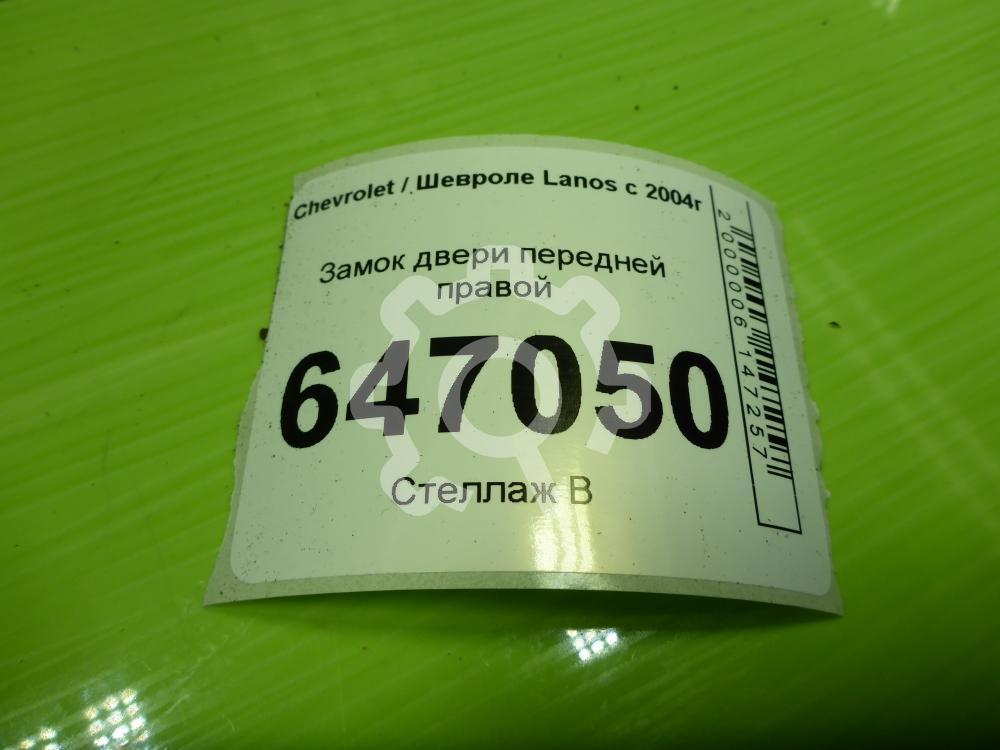 Chevrolet / Шевроле Lanos с 2004г
Замок двери передней
правой
647050
Стеллаж В
2000006147257